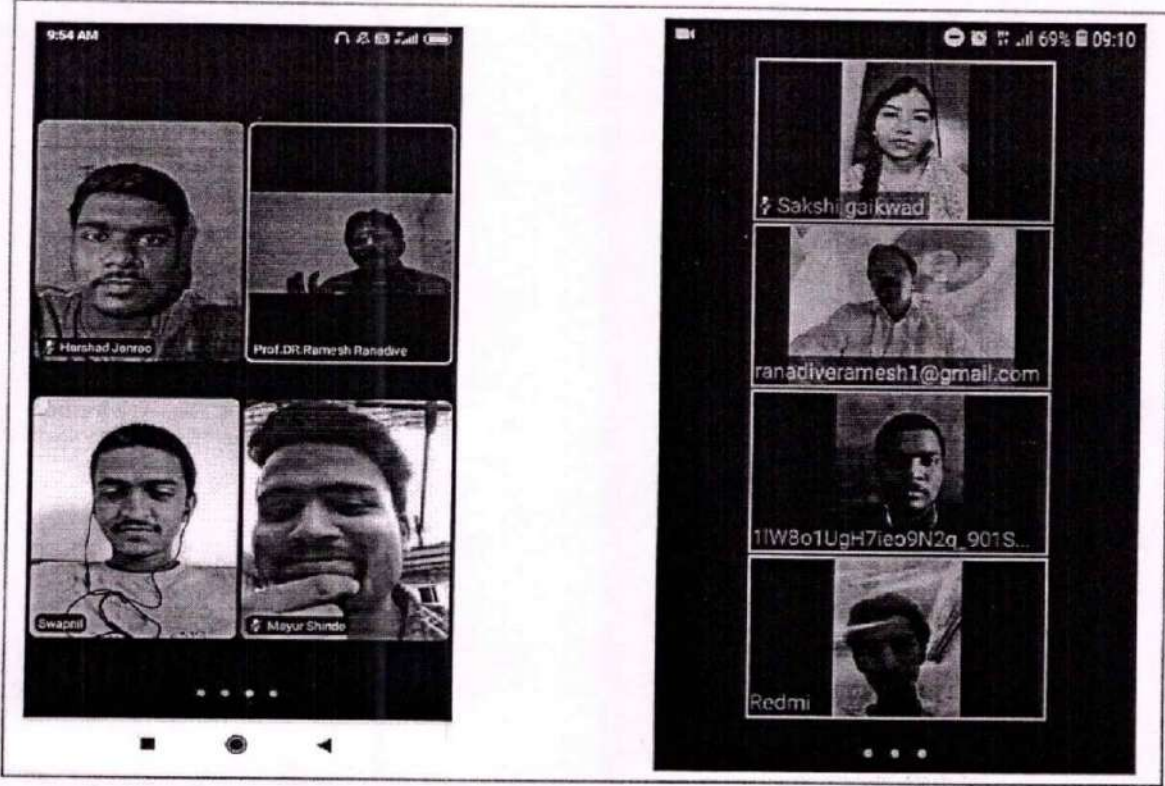 9:54 AM
Harshad Janrao
Prof.DR.Ramesh Ranadive
Swapnil
Mayur Shinde
69% 09:10
Sakshi gaikwad
ranadiveramesh1@gmail.com
1IW8o1UgH7ieo9N2q_901S...
Redmi